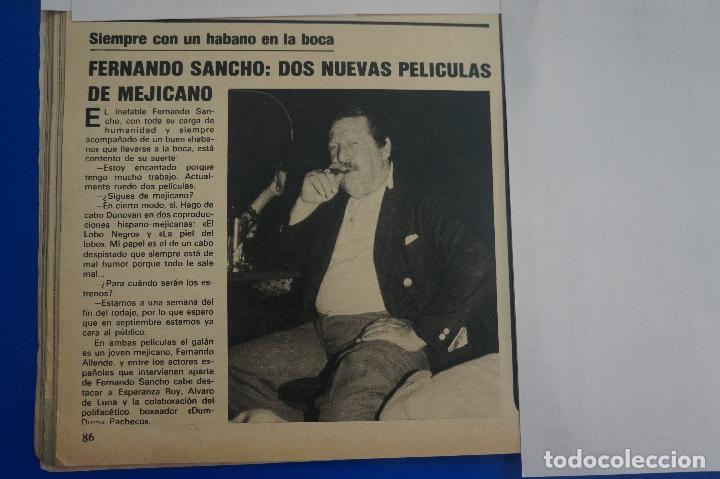 Siempre con un habano en la boca
FERNANDO SANCHO: DOS NUEVAS PELICULAS
DE MEJICANO
EL inefable Fernando San-
cho, con toda su carga de
humanidad y siempre
acompañado de un buen «haba-
no» que llevarse a la boca, está
contento de su suerte:
—Estoy encantado porque
tengo mucho trabajo. Actual-
mente ruedo dos películas.
—¿Sigues de mejicano?
—En cierto modo, sí. Hago de
cabo Donovan en dos coproduc-
ciones hispano-mejicanas: «El
Lobo Negro» y «La piel del
lobo». Mi papel es el de un cabo
despistado que siempre está de
mal humor porque todo le sale
mal...
—¿Para cuándo serán los es-
trenos?
—Estamos a una semana del
fin del rodaje, por lo que espero
que en septiembre estemos ya
cara al público.
En ambas películas el galán
es un joven mejicano, Fernando
Allende, y entre los actores es-
pañoles que intervienen aparte
de Fernando Sancho cabe des-
tacar a Esperanza Roy, Alvaro
de Luna y la colaboración del
polifacético boxeador «Dum-
Dum» Pacheco».
86
todocoleccion